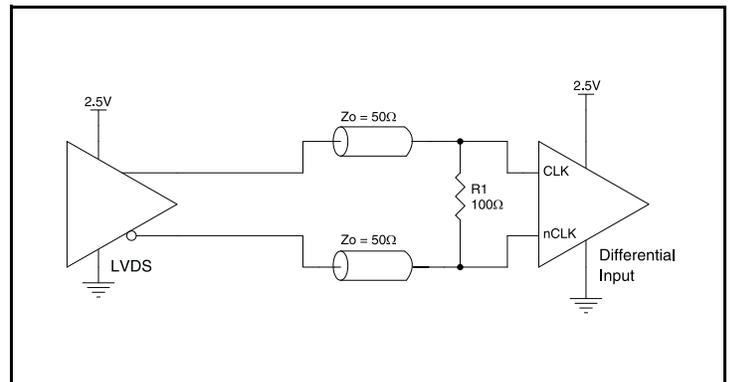 2.5V
2.5V
Zo = 50Ω
CLK
R1
100Ω
Zo = 50Ω
nCLK
LVDS
Differential
Input